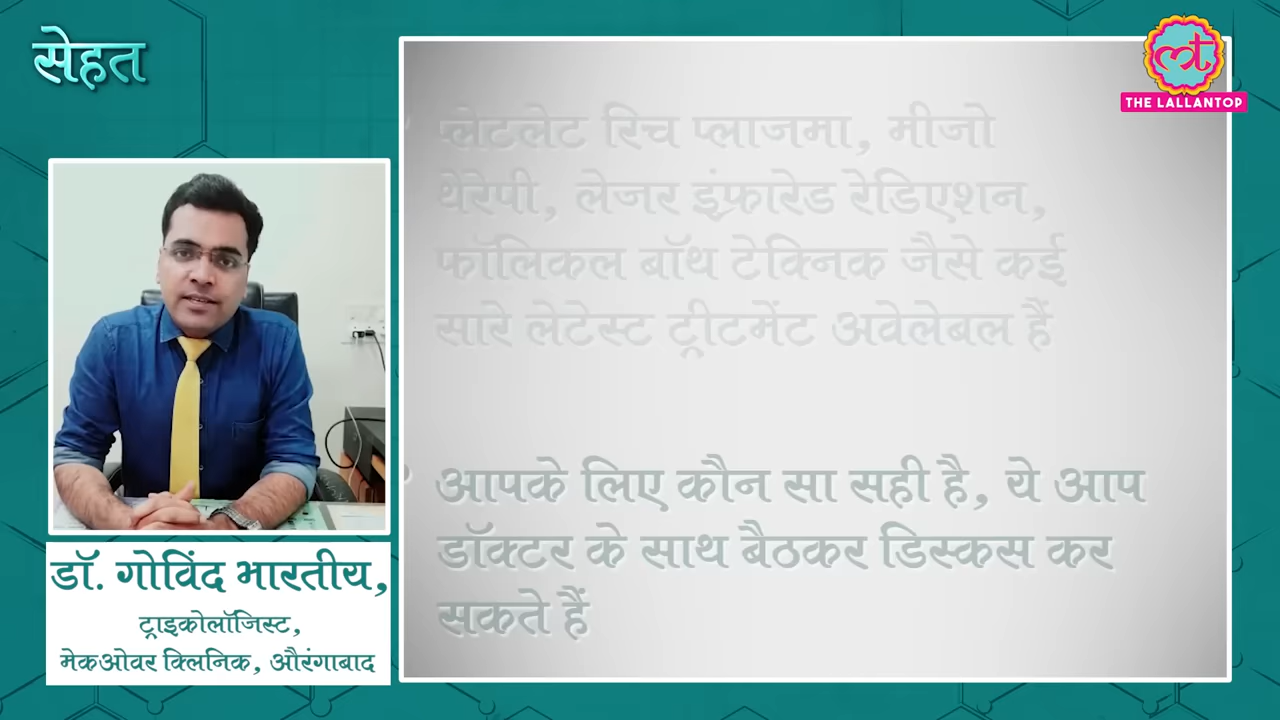 सेहत
THE LALLANTOP
प्लेटलेट रिच प्लाजमा, मीजो
थेरेपी, लेजर इंफ़्रारेड रेडिएशन,
फॉलिकल बॉथ टेक्निक जैसे कई
सारे लेटेस्ट ट्रीटमेंट अवेलेबल हैं
आपके लिए कौन सा सही है, ये आप
डॉक्टर के साथ बैठकर डिस्कस कर
सकते हैं
डॉ. गोविंद भारतीय,
ट्राइकोलॉजिस्ट,
मेकओवर क्लिनिक, औरंगाबाद